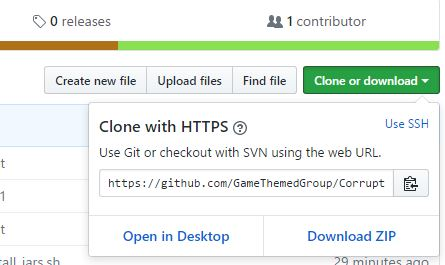 0 releases
1 contributor
Create new file
Upload files
Find file
Clone or download
Clone with HTTPS
Use SSH
Use Git or checkout with SVN using the web URL.
https://github.com/GameThemedGroup/Corrupt
Open in Desktop
Download ZIP
jars.sh
29 minutes ago